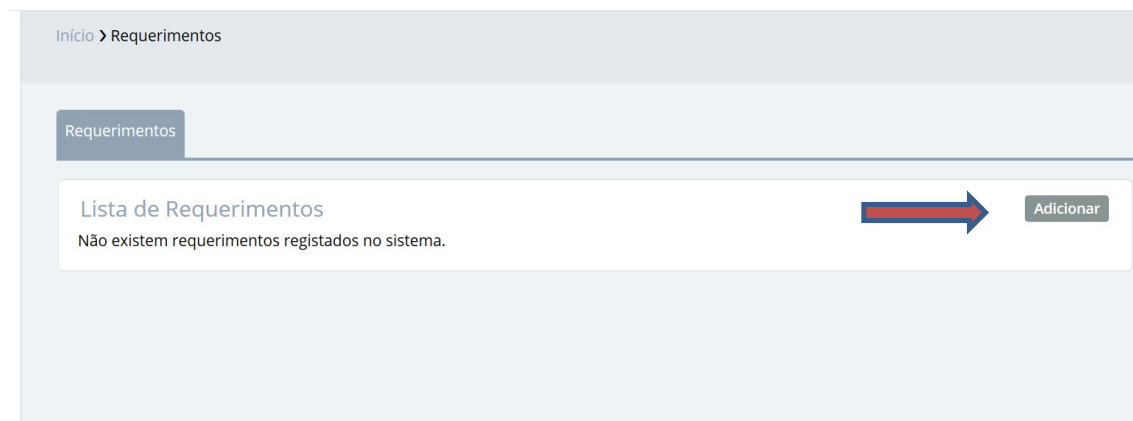 Início > Requerimentos
Requerimentos
Lista de Requerimentos
Adicionar
Não existem requerimentos registados no sistema.